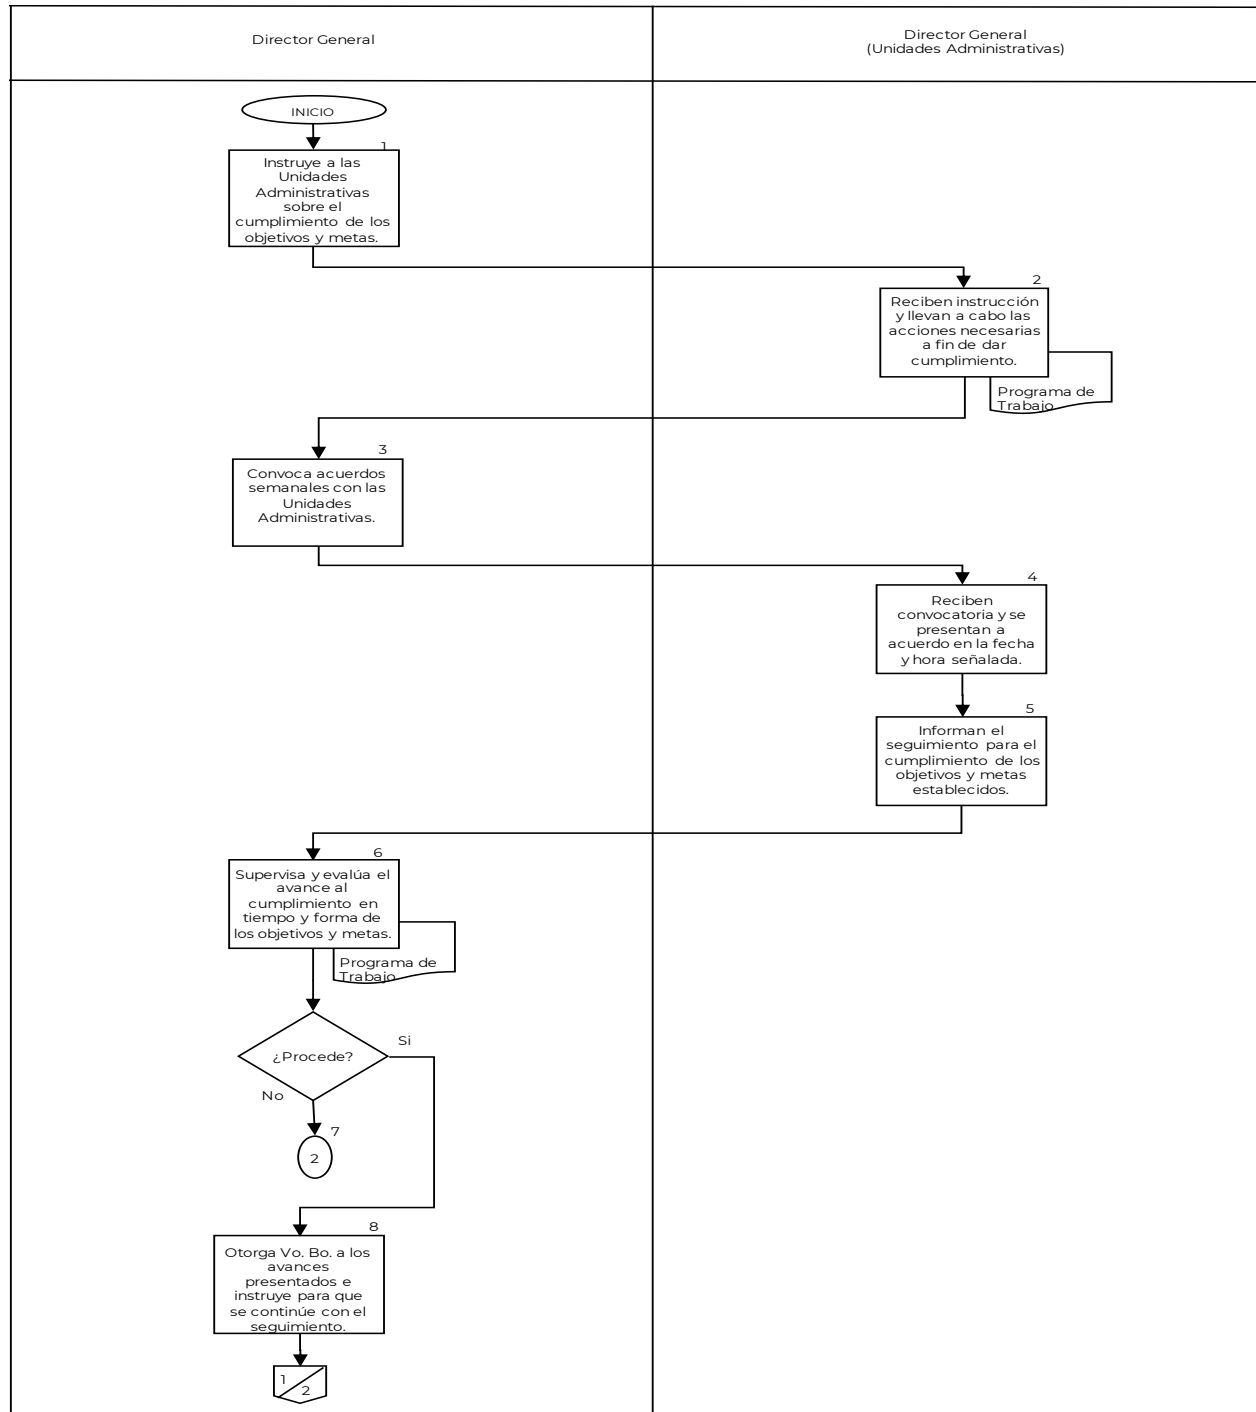 Director General
Director General
(Unidades Administrativas)
INICIO
1
Instruye a las
Unidades
Administrativas
sobre el
cumplimiento de los
objetivos y metas.
2
Reciben instrucción
y llevan a cabo las
acciones necesarias
a fin de dar
cumplimiento.
Programa de
Trabajo
3
Convoca acuerdos
semanales con las
Unidades
Administrativas.
4
Reciben
convocatoria y se
presentan a
acuerdo en la fecha
y hora señalada.
5
Informan el
seguimiento para el
cumplimiento de los
objetivos y metas
establecidos.
6
Supervisa y evalúa el
avance al
cumplimiento en
tiempo y forma de
los objetivos y metas.
Programa de
Trabajo
¿Procede?
Si
No
7
2
8
Otorga Vo. Bo. a los
avances
presentados e
instruye para que
se continúe con el
seguimiento.
1
2